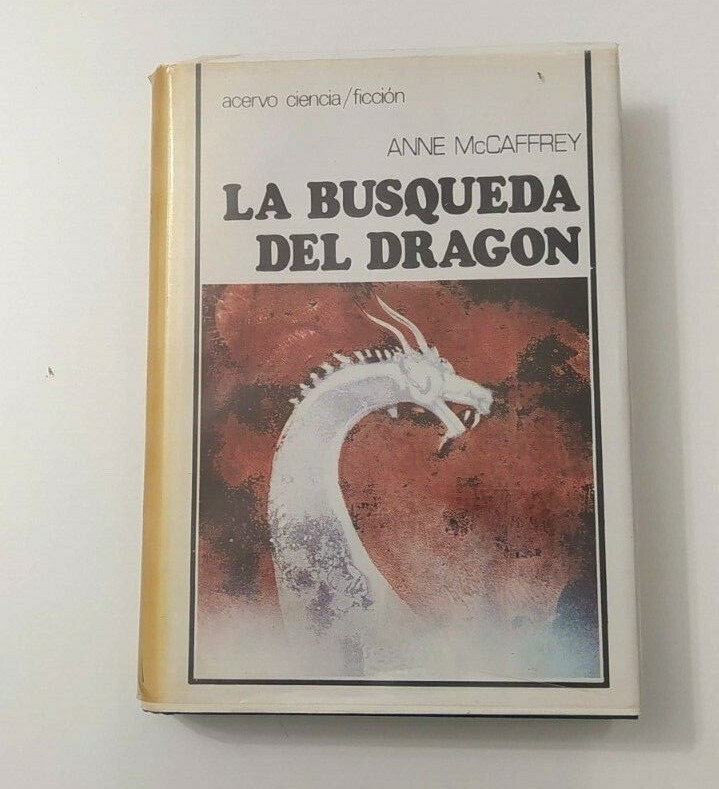 acervo ciencia/ficción
ANNE McCAFFREY
LA BUSQUEDA
DEL DRAGON